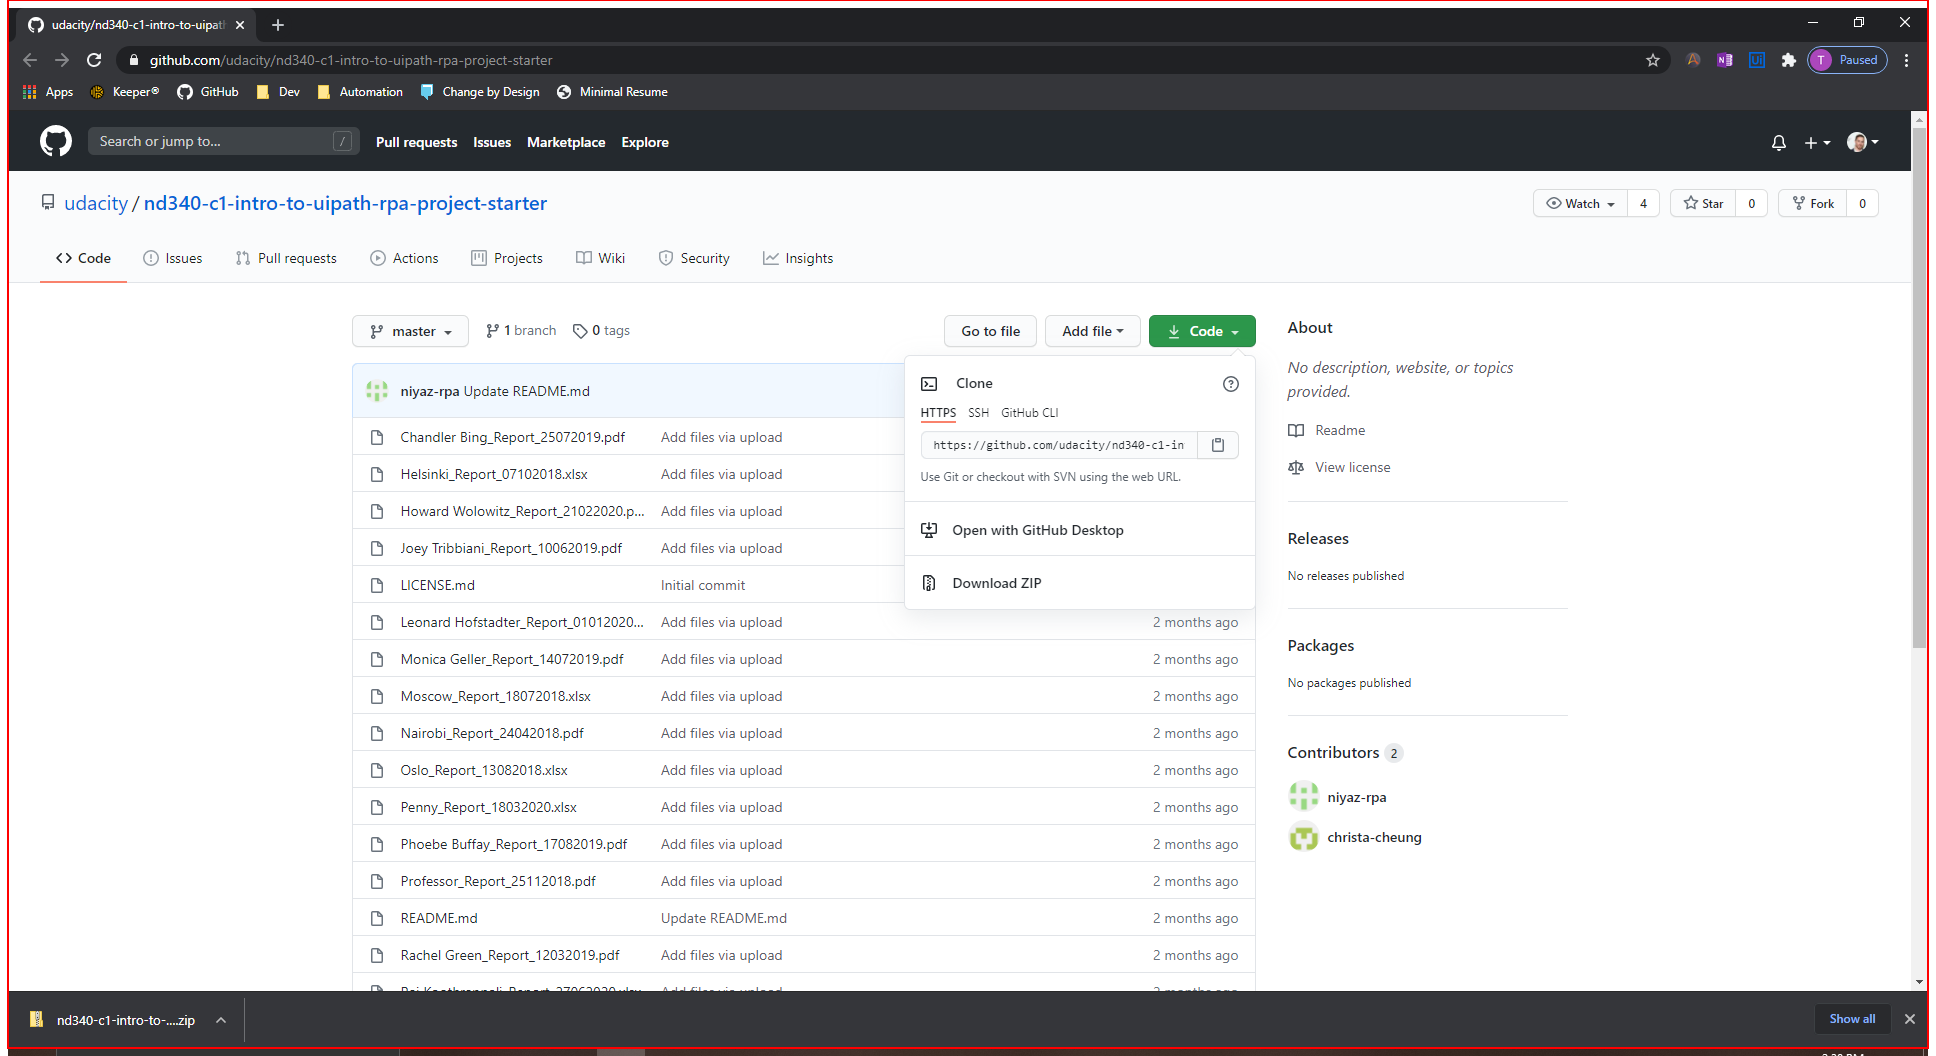 udacity/nd340-c1-intro-to-uipat
github.com/udacity/nd340-c1-intro-to-uipath-rpa-project-starter
N
Ui
T Paused
Apps Keeper® GitHub Dev Automation Change by Design Minimal Resume
Search or jump to... / Pull requests Issues Marketplace Explore
udacity / nd340-c1-intro-to-uipath-rpa-project-starter
Watch 4 Star 0 Fork 0
Code Issues Pull requests Actions Projects Wiki Security Insights
master 1 branch 0 tags Go to file Add file Code
niyaz-rpa Update README.md
Clone
HTTPS SSH GitHub CLI
https://github.com/udacity/nd340-c1-in
Use Git or checkout with SVN using the web URL.
Open with GitHub Desktop
Download ZIP
Chandler Bing_Report_25072019.pdf Add files via upload
Helsinki_Report_07102018.xlsx Add files via upload
Howard Wolowitz_Report_21022020.p... Add files via upload
Joey Tribbiani_Report_10062019.pdf Add files via upload
LICENSE.md Initial commit
Leonard Hofstadter_Report_01012020... Add files via upload 2 months ago
Monica Geller_Report_14072019.pdf Add files via upload 2 months ago
Moscow_Report_18072018.xlsx Add files via upload 2 months ago
Nairobi_Report_24042018.pdf Add files via upload 2 months ago
Oslo_Report_13082018.xlsx Add files via upload 2 months ago
Penny_Report_18032020.xlsx Add files via upload 2 months ago
Phoebe Buffay_Report_17082019.pdf Add files via upload 2 months ago
Professor_Report_25112018.pdf Add files via upload 2 months ago
README.md Update README.md 2 months ago
Rachel Green_Report_12032019.pdf Add files via upload 2 months ago
About
No description, website, or topics
provided.
Readme
View license
Releases
No releases published
Packages
No packages published
Contributors 2
niyaz-rpa
christa-cheung
nd340-c1-intro-to-....zip
Show all